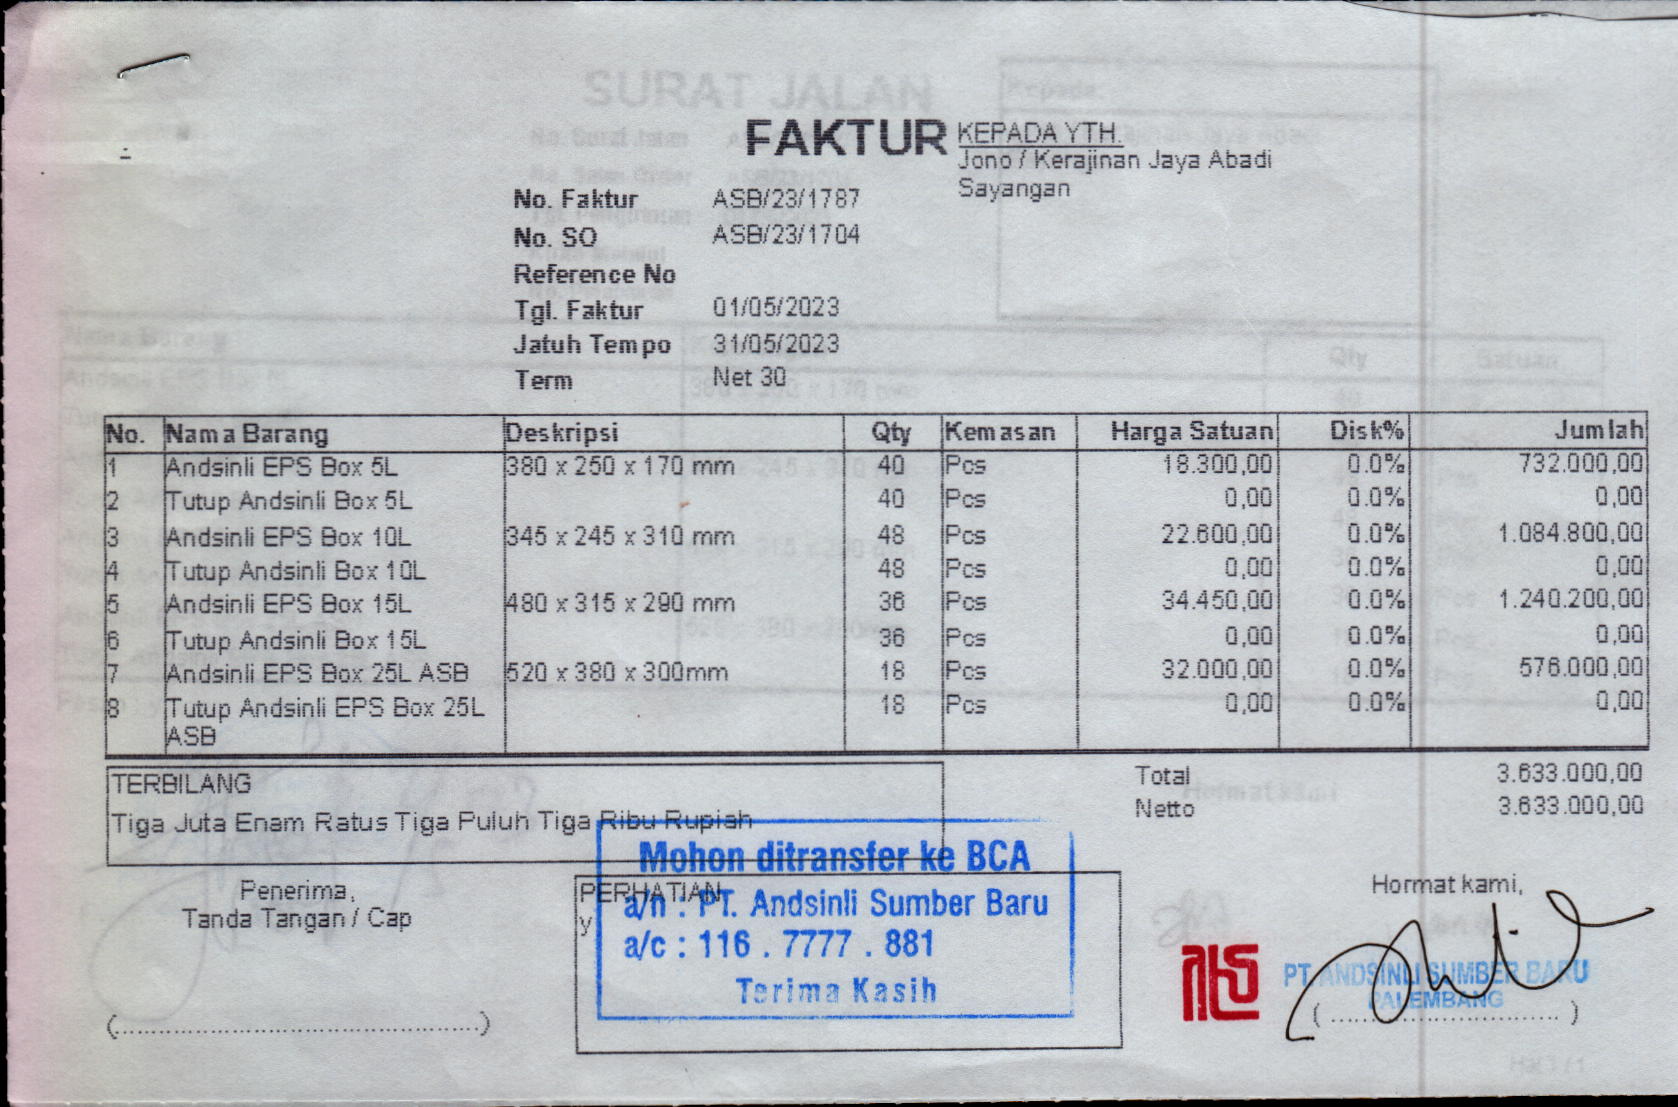 FAKTUR
KEPADA YTH.
Jono / Kerajinan Jaya Abadi
Sayangan
No. Faktur ASB/23/1787
No. SO ASB/23/1704
Reference No
Tgl. Faktur 01/05/2023
Jatuh Tempo 31/05/2023
Term Net 30
No. Nama Barang Deskripsi Qty Kemasan Harga Satuan Disk% Jumlah
1 Andsinli EPS Box 5L 380 x 250 x 170 mm 40 Pcs 18.300,00 0.0% 732.000,00
2 Tutup Andsinli Box 5L 40 Pcs 0,00 0.0% 0,00
3 Andsinli EPS Box 10L 345 x 245 x 310 mm 48 Pcs 22.600,00 0.0% 1.084.800,00
4 Tutup Andsinli Box 10L 48 Pcs 0,00 0.0% 0,00
5 Andsinli EPS Box 15L 480 x 315 x 290 mm 36 Pcs 34.450,00 0.0% 1.240.200,00
6 Tutup Andsinli Box 15L 36 Pcs 0,00 0.0% 0,00
7 Andsinli EPS Box 25L ASB 520 x 380 x 300mm 18 Pcs 32.000,00 0.0% 576.000,00
8 Tutup Andsinli EPS Box 25L 18 Pcs 0,00 0.0% 0,00
ASB
TERBILANG
Tiga Juta Enam Ratus Tiga Puluh Tiga Ribu Rupiah
Total 3.633.000,00
Netto 3.633.000,00
Penerima,
Tanda Tangan / Cap
(...............................................)
PERHATIAN
y
Mohon ditransfer ke BCA
a/n : PT. Andsinli Sumber Baru
a/c : 116 . 7777 . 881
Terima Kasih
Hormat kami,
PT. ANDSINLI SUMBER BARU
PALEMBANG
( ............................. )
SURAT JALAN
Kepada
Nama Barang
Qty
Satuan
Hormat kami